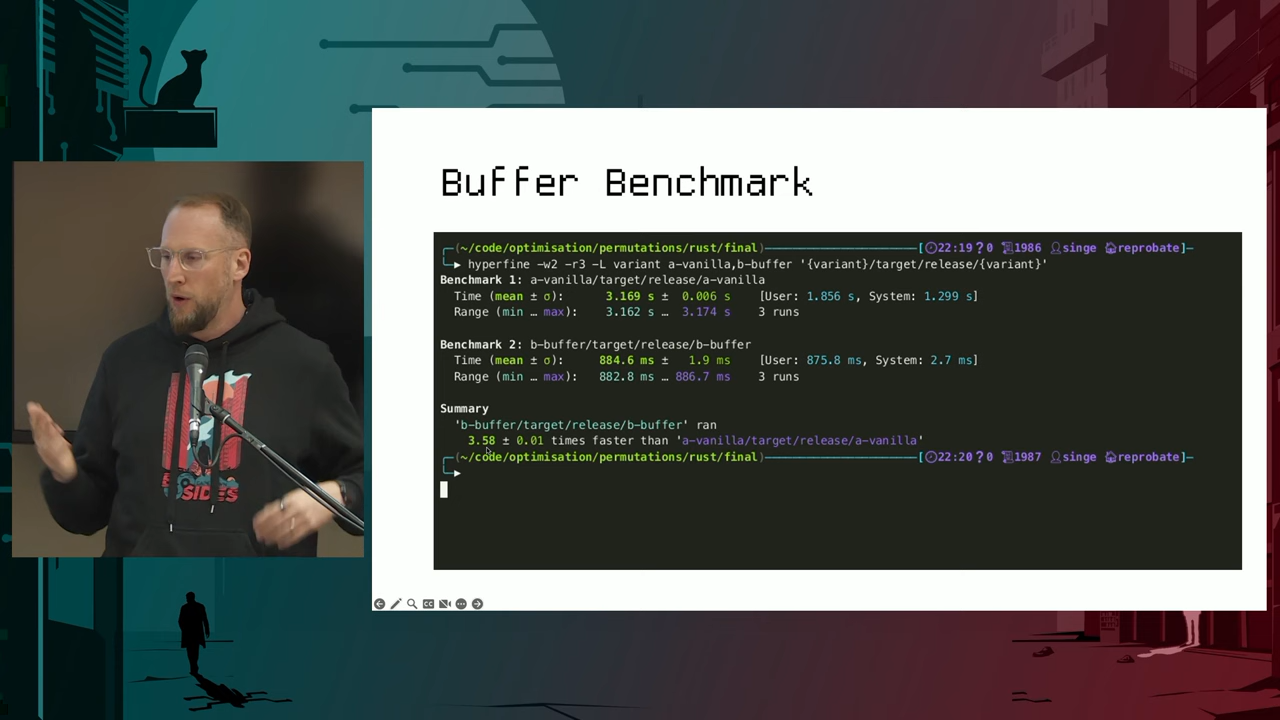 Buffer Benchmark
(~/code/optimisation/permutations/rust/final) [22:19 ? 0 1986 singe reprobate]
hyperfine -w2 -r3 -L variant a-vanilla,b-buffer '{variant}/target/release/{variant}'
Benchmark 1: a-vanilla/target/release/a-vanilla
Time (mean ± σ): 3.169 s ± 0.006 s [User: 1.856 s, System: 1.299 s]
Range (min … max): 3.162 s … 3.174 s 3 runs
Benchmark 2: b-buffer/target/release/b-buffer
Time (mean ± σ): 884.6 ms ± 1.9 ms [User: 875.8 ms, System: 2.7 ms]
Range (min … max): 882.8 ms … 886.7 ms 3 runs
Summary
'b-buffer/target/release/b-buffer' ran
3.58 ± 0.01 times faster than 'a-vanilla/target/release/a-vanilla'
(~/code/optimisation/permutations/rust/final) [22:20 ? 0 1987 singe reprobate]
SIDES
CC